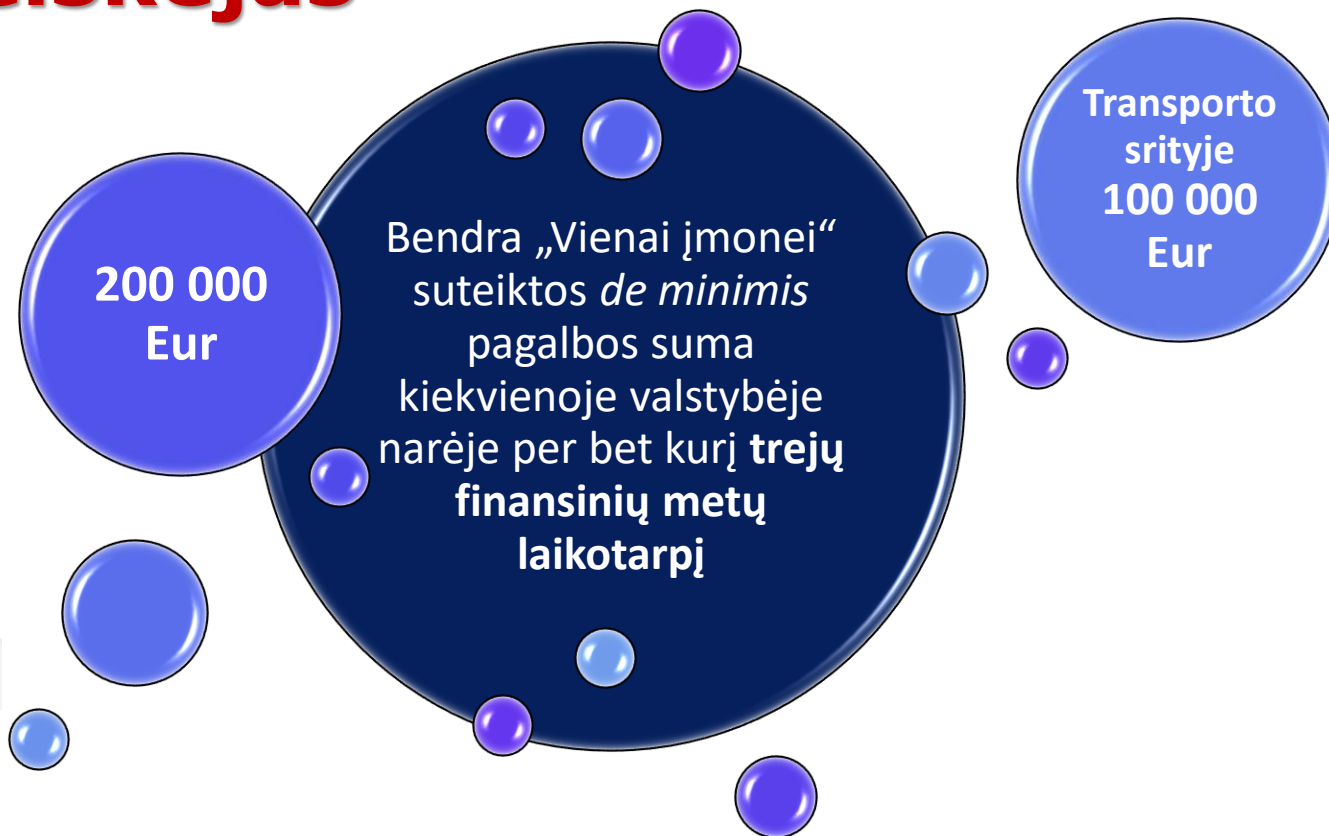 200 000
Eur
Bendra „Vienai įmonei“
suteiktos de minimis
pagalbos suma
kiekvienoje valstybėje
narėje per bet kurį trejų
finansinių metų
laikotarpį
Transporto
srityje
100 000
Eur